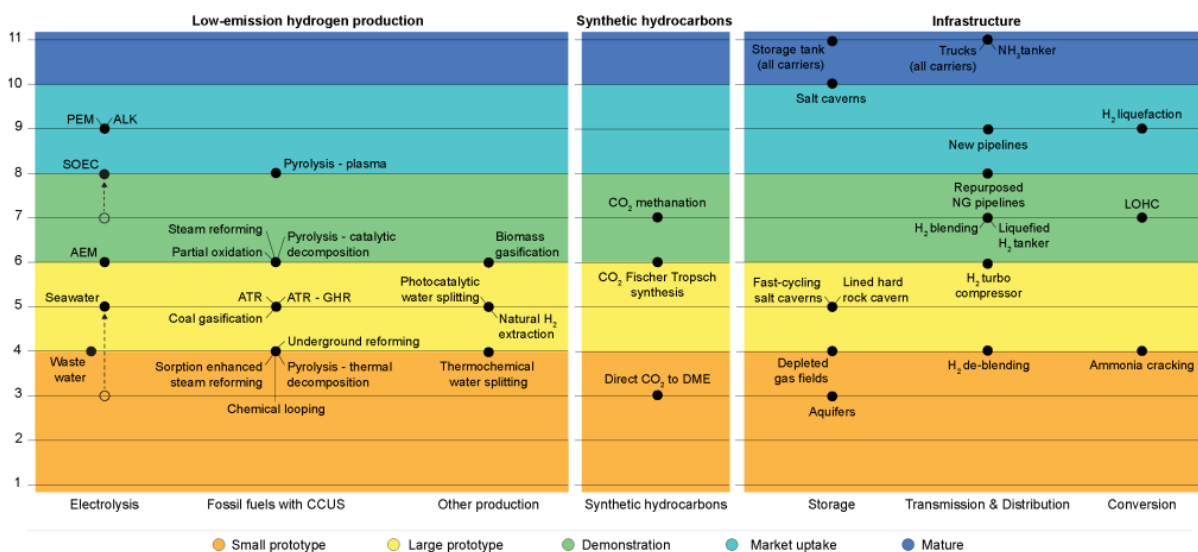 Low-emission hydrogen production
Synthetic hydrocarbons
Infrastructure
11
10
9
8
7
6
5
4
3
2
1
PEM
ALK
SOEC
AEM
Seawater
Waste
water
Pyrolysis - plasma
Steam reforming
Partial oxidation
Pyrolysis - catalytic
decomposition
ATR
ATR - GHR
Coal gasification
Underground reforming
Sorption enhanced
steam reforming
Pyrolysis - thermal
decomposition
Chemical looping
Biomass
gasification
Photocatalytic
water splitting
Natural H2
extraction
Thermochemical
water splitting
CO2 methanation
CO2 Fischer Tropsch
synthesis
Direct CO2 to DME
Storage tank
(all carriers)
Salt caverns
Fast-cycling
salt caverns
Lined hard
rock cavern
Depleted
gas fields
Aquifers
Trucks
(all carriers)
NH3 tanker
New pipelines
Repurposed
NG pipelines
H2 blending
Liquefied
H2 tanker
H2 turbo
compressor
H2 de-blending
H2 liquefaction
LOHC
Ammonia cracking
Electrolysis
Fossil fuels with CCUS
Other production
Synthetic hydrocarbons
Storage
Transmission & Distribution
Conversion
Small prototype
Large prototype
Demonstration
Market uptake
Mature